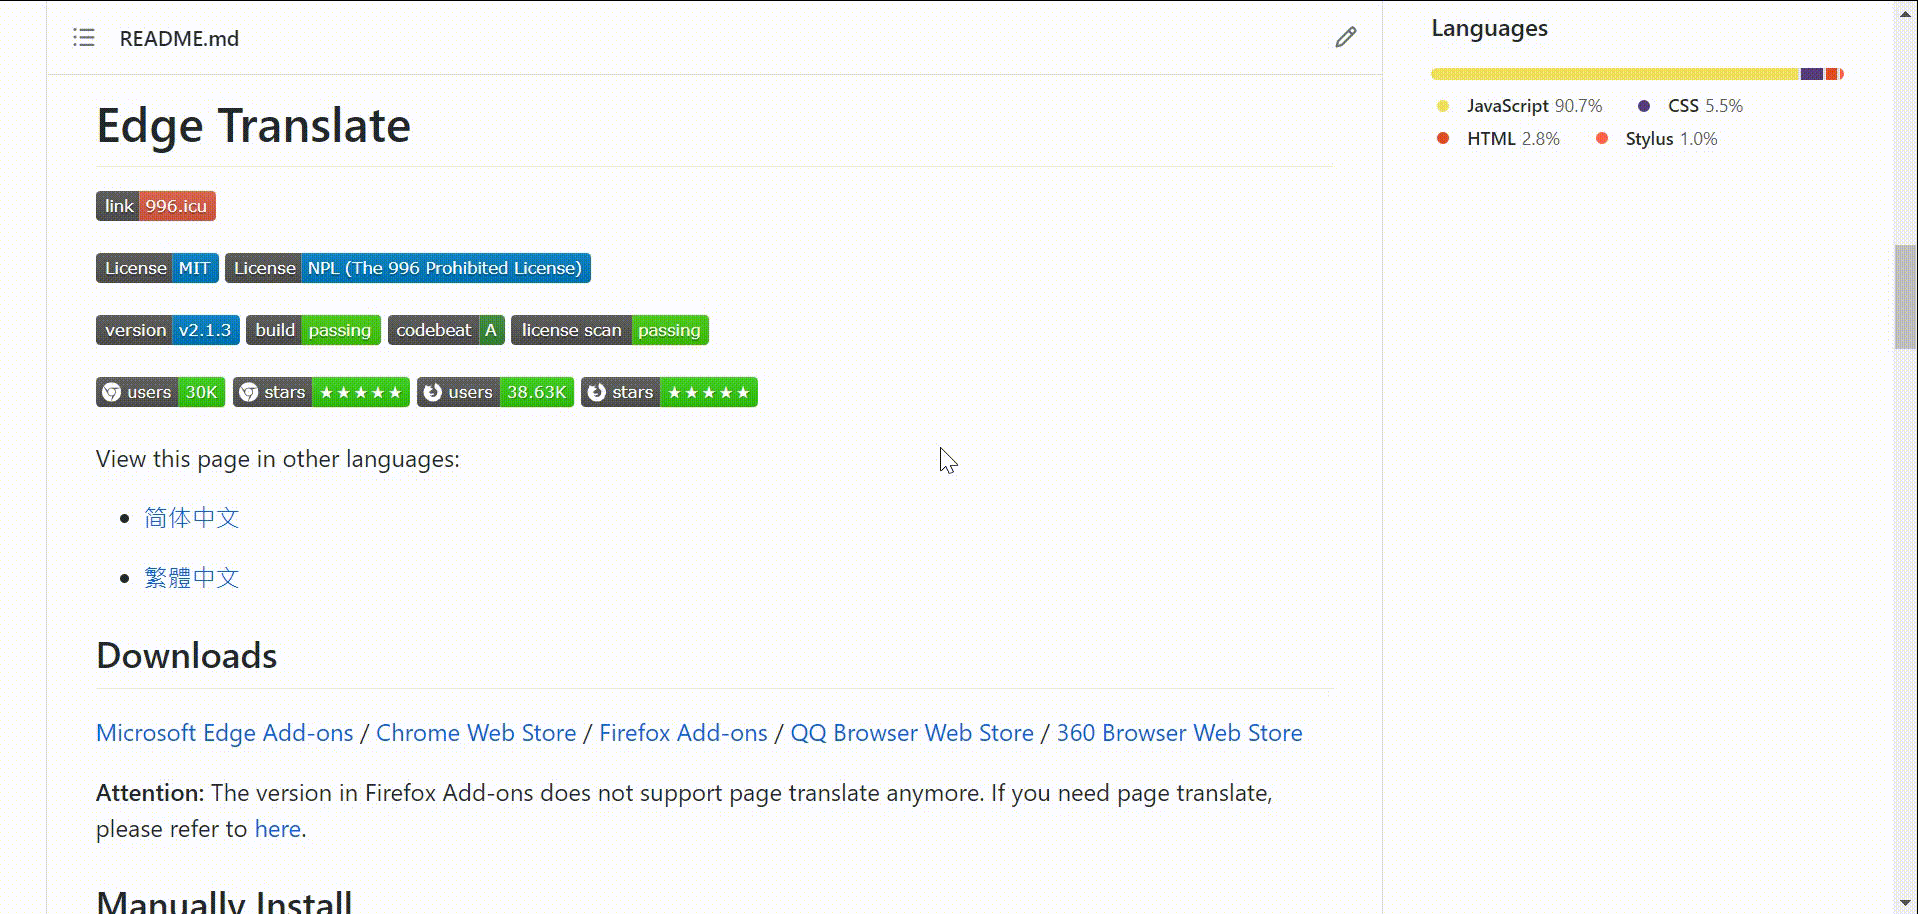 README.md
Edge Translate
link 996.icu
License MIT License NPL (The 996 Prohibited License)
version v2.1.3 build passing codebeat A license scan passing
users 30K stars ★★★★★ users 38.63K stars ★★★★★
View this page in other languages:
简体中文
繁體中文
Downloads
Microsoft Edge Add-ons / Chrome Web Store / Firefox Add-ons / QQ Browser Web Store / 360 Browser Web Store
Attention: The version in Firefox Add-ons does not support page translate anymore. If you need page translate,
please refer to here.
Manually Install
Languages
JavaScript 90.7% CSS 5.5%
HTML 2.8% Stylus 1.0%